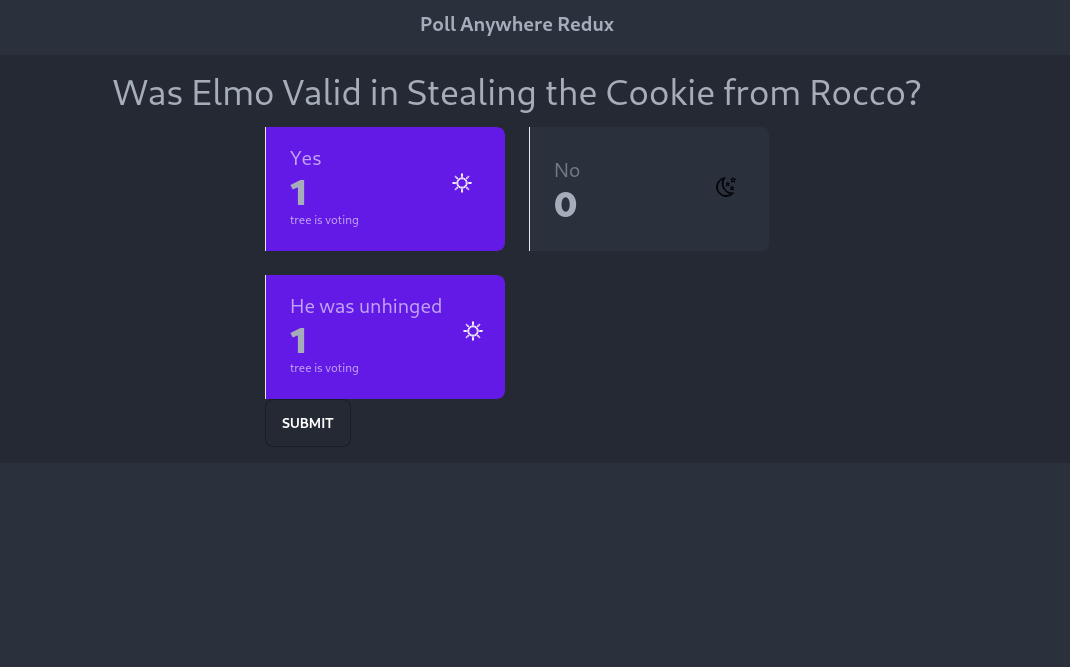 Poll Anywhere Redux
Was Elmo Valid in Stealing the Cookie from Rocco?
Yes
1
tree is voting
No
0
He was unhinged
1
tree is voting
SUBMIT